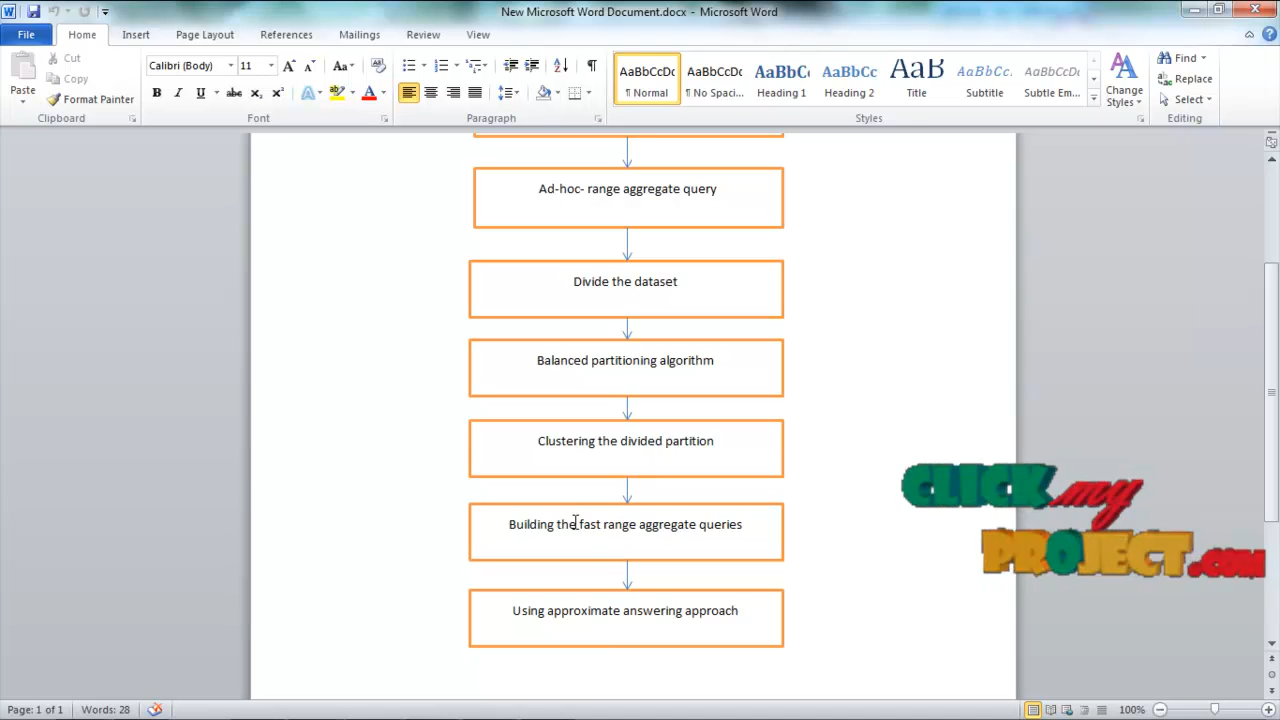 New Microsoft Word Document.docx - Microsoft Word
File Home Insert Page Layout References Mailings Review View
Paste
Cut
Copy
Format Painter
Clipboard
Calibri (Body) 11
Font
Paragraph
AaBbCcDc AaBbCcDc AaBbC AaBbCc AaB AaBbCc. AaBbCcDc
¶ Normal ¶ No Spaci... Heading 1 Heading 2 Title Subtitle Subtle Em...
Styles
Change
Styles
Find
Replace
Select
Editing
Ad-hoc- range aggregate query
Divide the dataset
Balanced partitioning algorithm
Clustering the divided partition
Building the fast range aggregate queries
Using approximate answering approach
CLICK my
PROJECT.COM
Page: 1 of 1 Words: 28 100%